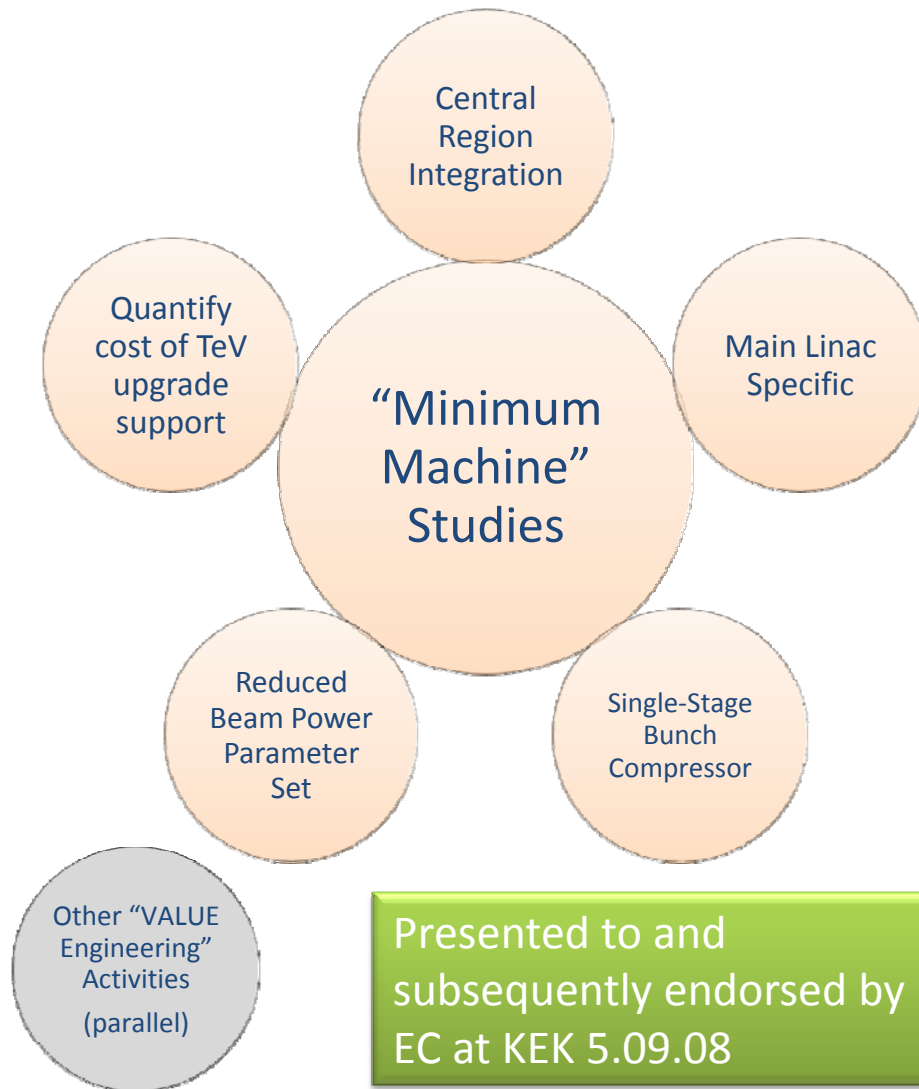 Central
Region
Integration
Quantify
cost of TeV
upgrade
support
Main Linac
Specific
“Minimum
Machine”
Studies
Reduced
Beam Power
Parameter
Set
Single-Stage
Bunch
Compressor
Other “VALUE
Engineering”
Activities
(parallel)
Presented to and
subsequently endorsed by
EC at KEK 5.09.08